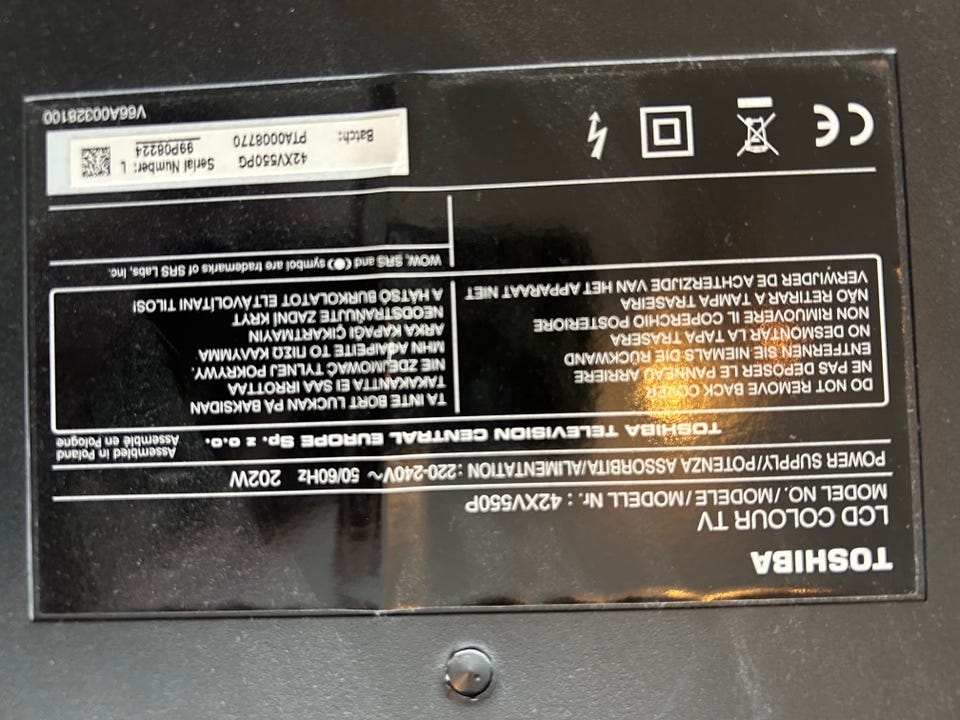 TOSHIBA
LCD COLOUR TV
MODEL NO. / MODELE / MODELL Nr. : 42XV550P
POWER SUPPLY/POTENZA ASSORBITA/ALIMENTATION : 220-240V ~ 50/60Hz 202W
TOSHIBA TELEVISION CENTRAL EUROPE Sp. z o.o.
Assembled in Poland
Assemblé en Pologne
DO NOT REMOVE BACK COVER
NE PAS DEPOSER LE PANNEAU ARRIERE
ENTFERNEN SIE NIEMALS DIE RÜCKWAND
NO DESMONTAR LA TAPA TRASERA
NON RIMUOVERE IL COPERCHIO POSTERIORE
NÃO RETIRAR A TAMPA TRASEIRA
VERWIJDER DE ACHTERZIJDE VAN HET APPARAAT NIET
TA INTE BORT LUCKAN PÅ BAKSIDAN
TAKAKANTTA EI SAA IRROTTAA
NIE ZDEJMOWAĆ TYLNEJ POKRYWY.
ΜΗΝ ΑΦΑΙΡΕΙΤΕ ΤΟ ΠΙΣΩ ΚΑΛΥΜΜΑ
ARKA KAPAĞI ÇIKARTMAYIN
NEODSTRAŇUJTE ZADNÍ KRYT
A HÁTSÓ BURKOLATOT ELTÁVOLÍTANI TILOS!
WOW, SRS and (●) symbol are trademarks of SRS Labs, Inc.
42XV550PG
Serial Number: L
Batch:
PTA0008770
99P08224
V66A00328100